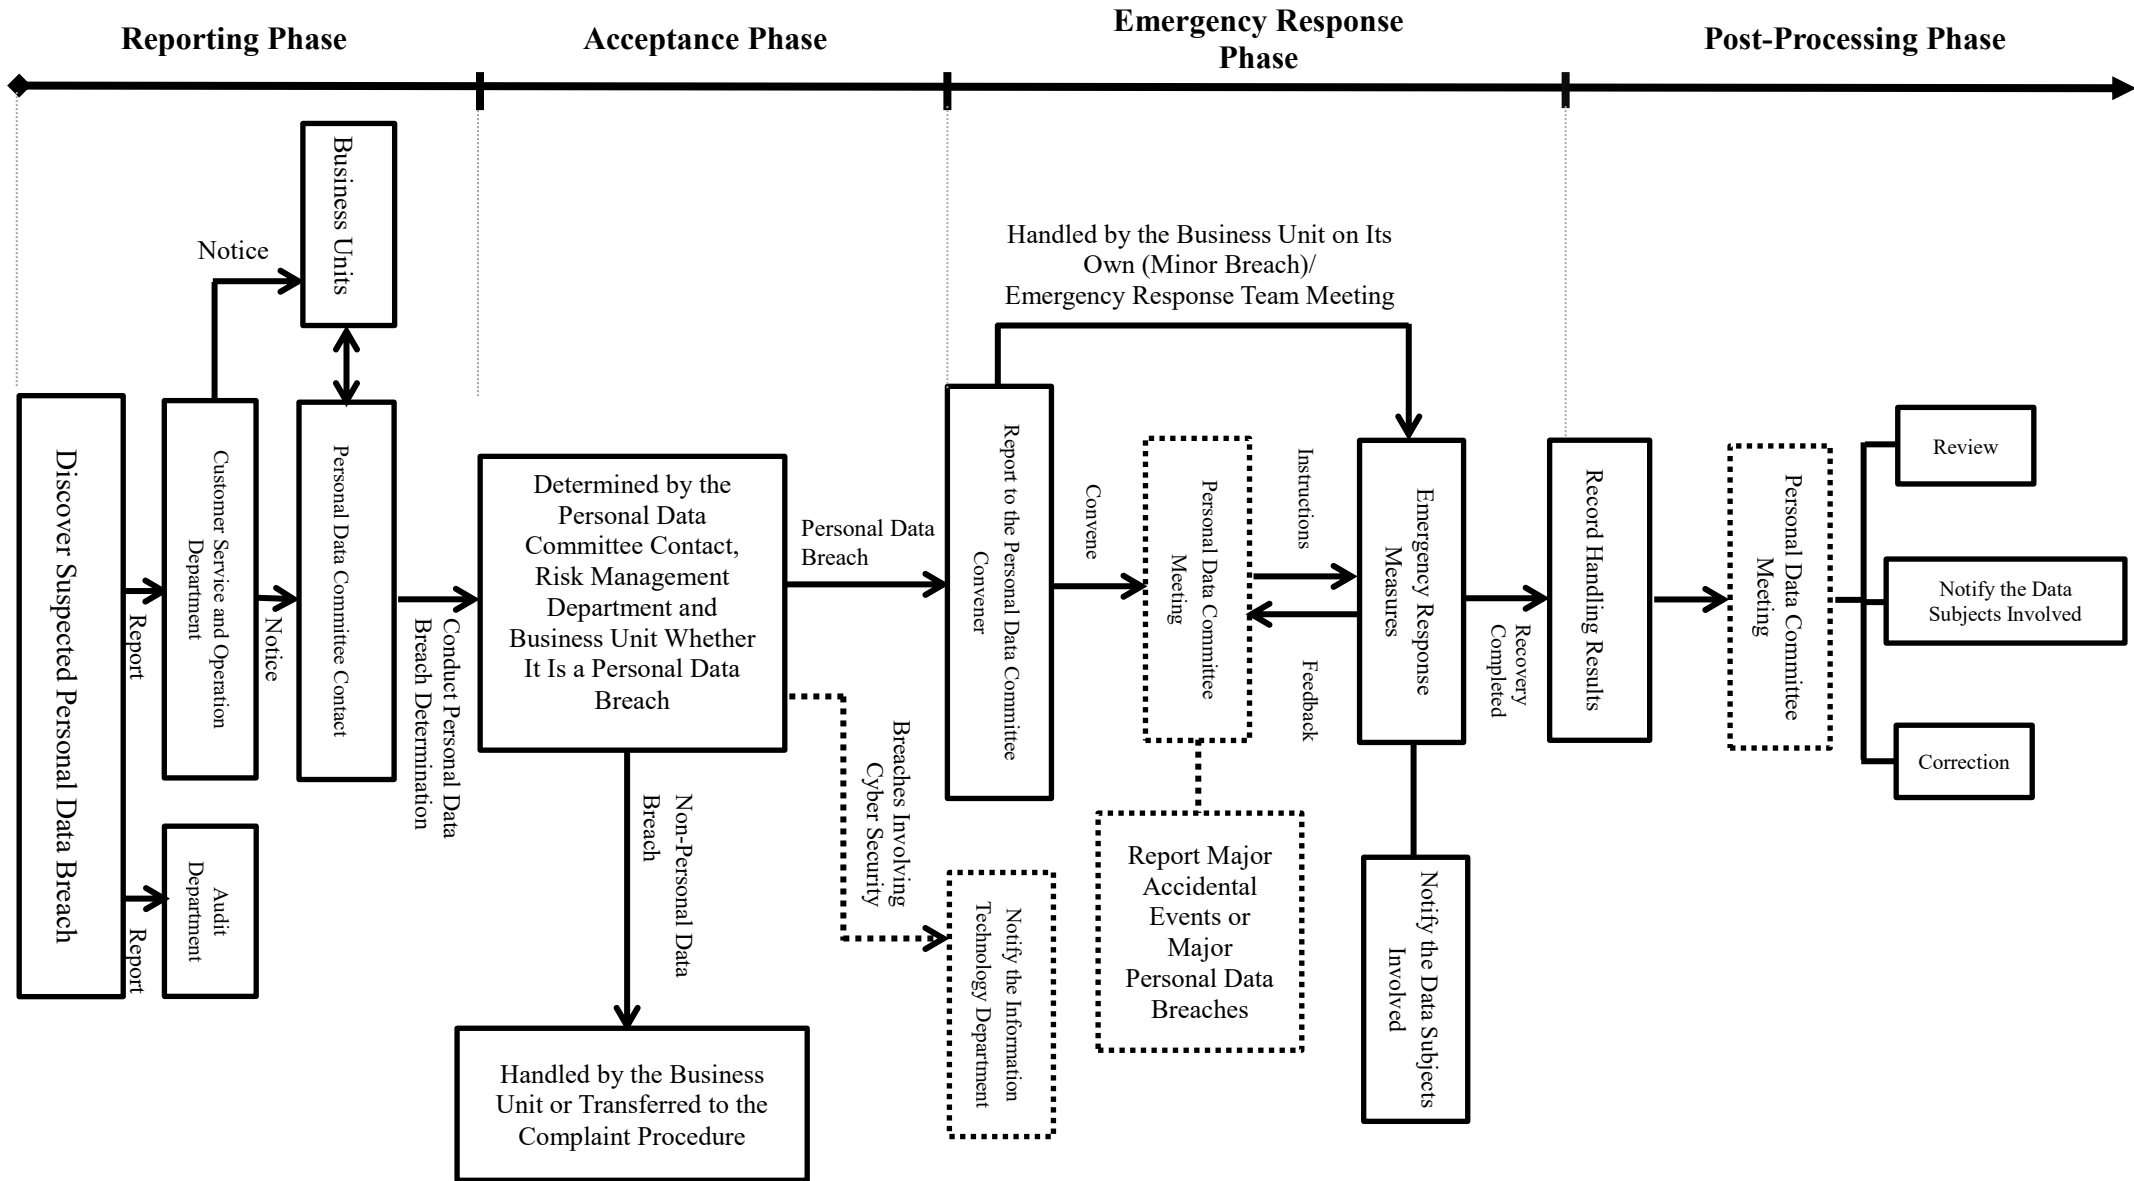 Reporting Phase
Acceptance Phase
Emergency Response
Phase
Post-Processing Phase
Business Units
Notice
Discover Suspected Personal Data Breach
Report
Report
Customer Service and Operation
Department
Audit
Department
Notice
Personal Data Committee Contact
Conduct Personal Data
Breach Determination
Determined by the
Personal Data
Committee Contact,
Risk Management
Department and
Business Unit Whether
It Is a Personal Data
Breach
Personal Data
Breach
Non-Personal Data
Breach
Breaches Involving
Cyber Security
Handled by the Business
Unit or Transferred to the
Complaint Procedure
Handled by the Business Unit on Its
Own (Minor Breach)/
Emergency Response Team Meeting
Report to the Personal Data Committee
Convener
Notify the Information
Technology Department
Convene
Personal Data Committee
Meeting
Report Major
Accidental
Events or
Major
Personal Data
Breaches
Instructions
Feedback
Emergency Response
Measures
Notify the Data Subjects
Involved
Recovery
Completed
Record Handling Results
Personal Data Committee
Meeting
Review
Notify the Data
Subjects Involved
Correction